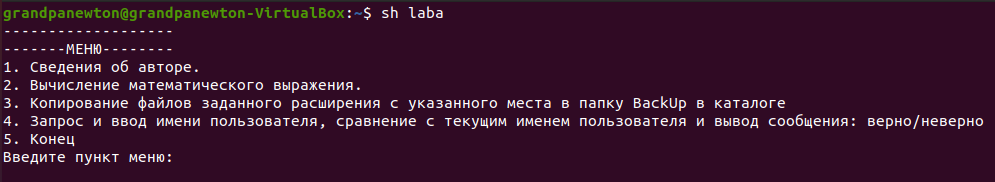 grandpanewton@grandpanewton-VirtualBox:~$ sh laba
-------------------
-------МЕНЮ--------
1. Сведения об авторе.
2. Вычисление математического выражения.
3. Копирование файлов заданного расширения с указанного места в папку BackUp в каталоге
4. Запрос и ввод имени пользователя, сравнение с текущим именем пользователя и вывод сообщения: верно/неверно
5. Конец
Введите пункт меню: